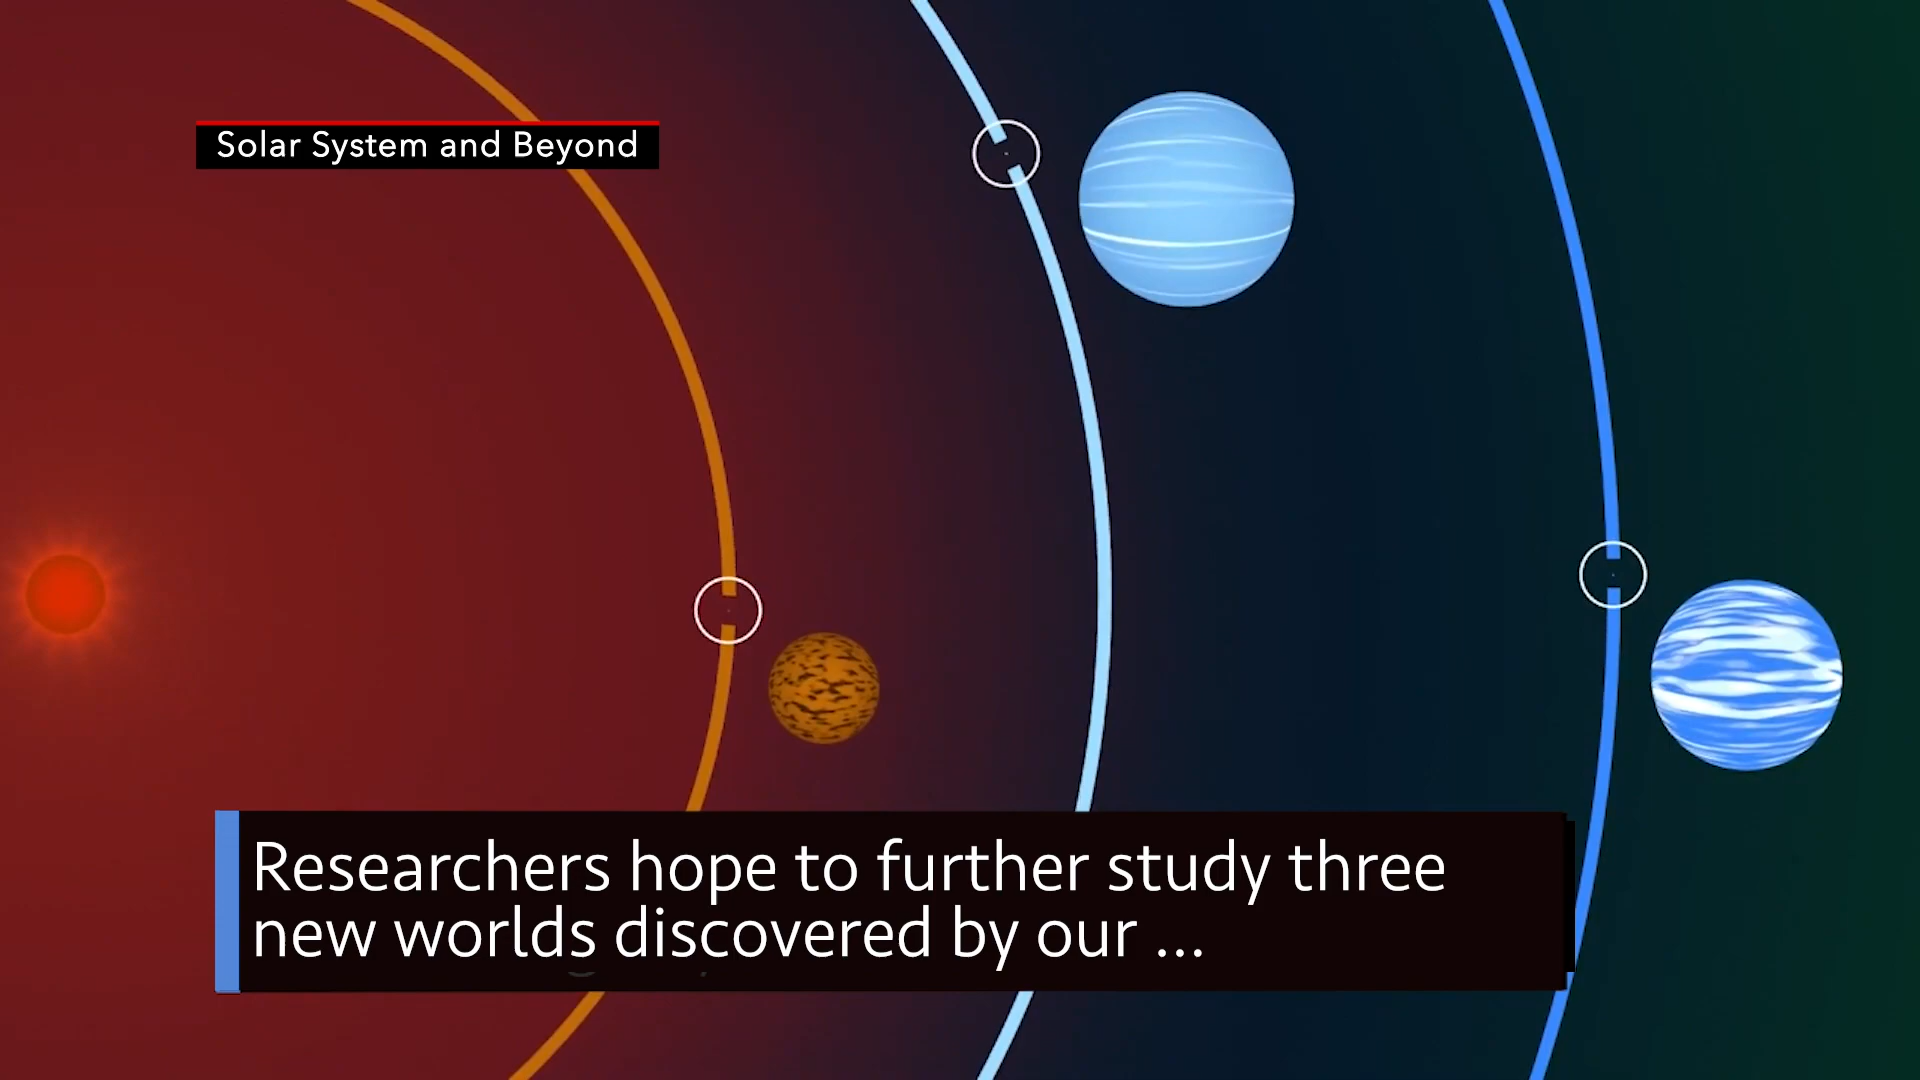 Solar System and Beyond
Researchers hope to further study three
new worlds discovered by our ...